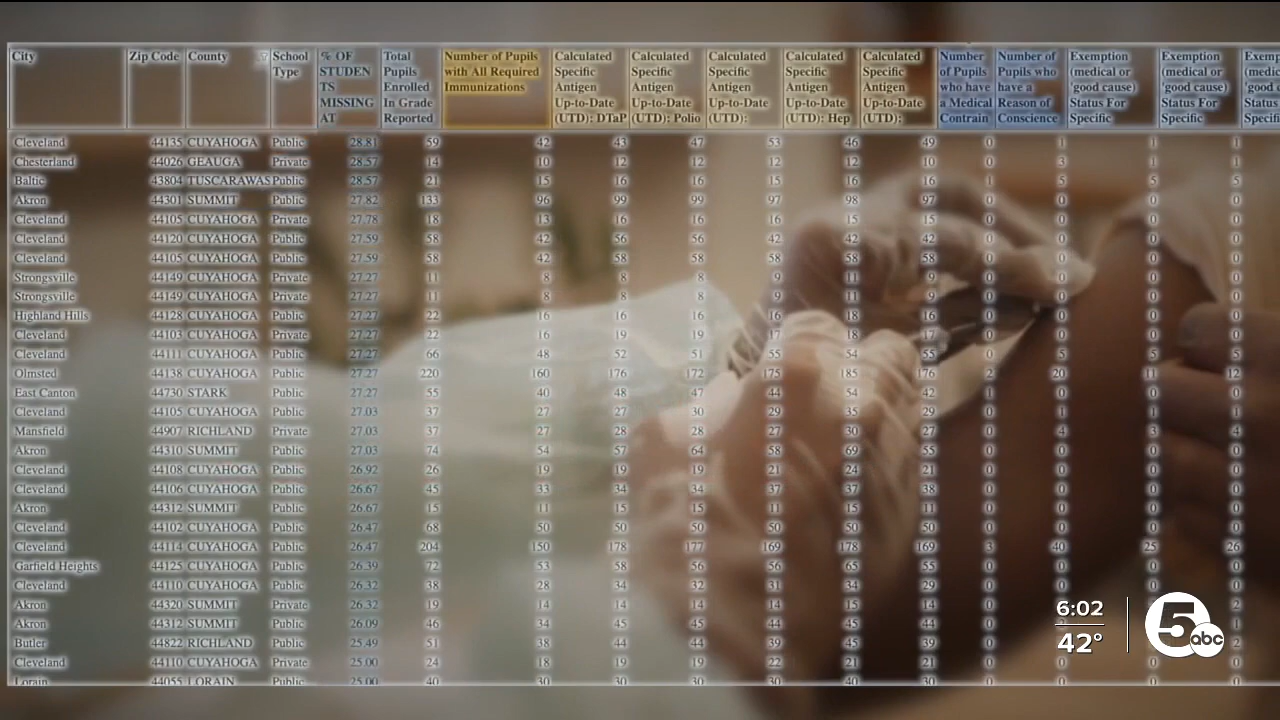 City Zip Code County School Type % OF STUDENTS MISSING AT Total Pupils Enrolled In Grade Reported Number of Pupils with All Required Immunizations Calculated Specific Antigen Up-to-Date (UTD): DTaP Calculated Specific Antigen Up-to-Date (UTD): Polio Calculated Specific Antigen Up-to-Date (UTD): Calculated Specific Antigen Up-to-Date (UTD): Hep Calculated Specific Antigen Up-to-Date (UTD): Number of Pupils who have a Medical Contrain Number of Pupils who have a Reason of Conscience Exemption (medical or 'good cause) Status For Specific Exemption (medical or 'good cause) Status For Specific
Cleveland 44135 CUYAHOGA Public 28.81 59 42 43 47 53 46 49 0 1 1 1
Chesterland 44026 GEAUGA Private 28.57 14 10 12 12 12 12 10 0 3 1 1
Baltic 43804 TUSCARAWAS Public 28.57 21 15 16 16 15 16 16 1 5 5 5
Akron 44301 SUMMIT Public 27.82 133 96 99 99 97 98 97 0 0 0 0
Cleveland 44105 CUYAHOGA Private 27.78 18 13 16 16 16 15 15 0 0 0 0
Cleveland 44120 CUYAHOGA Public 27.59 58 42 56 56 42 42 42 0 0 0 0
Cleveland 44105 CUYAHOGA Public 27.59 58 42 58 58 58 58 58 0 0 0 0
Strongsville 44149 CUYAHOGA Private 27.27 11 8 8 8 9 9 0 0 0 0
Strongsville 44149 CUYAHOGA Private 27.27 11 8 8 8 9 11 9 0 0 0 0
Highland Hills 44128 CUYAHOGA Public 27.27 22 16 16 16 16 18 16 0 0 0 0
Cleveland 44103 CUYAHOGA Private 27.27 22 16 19 19 17 18 17 0 0 0 0
Cleveland 44111 CUYAHOGA Public 27.27 66 48 52 51 55 54 55 0 5 5 5
Olmsted 44138 CUYAHOGA Public 27.27 220 160 176 172 175 185 176 2 20 11 12
East Canton 44730 STARK Public 27.27 55 40 48 47 44 54 42 0 0 0 0
Cleveland 44105 CUYAHOGA Public 27.03 37 27 27 30 29 35 29 0 1 1 1
Mansfield 44907 RICHLAND Private 27.03 37 27 28 28 27 30 27 0 4 3 4
Akron 44310 SUMMIT Public 27.03 74 54 57 64 58 69 55 0 0 0 0
Cleveland 44108 CUYAHOGA Public 26.92 26 19 19 19 21 24 21 0 0 0 0
Cleveland 44106 CUYAHOGA Public 26.67 45 33 34 34 37 37 38 0 0 0 0
Akron 44312 SUMMIT Public 26.67 15 11 15 15 11 15 11 0 0 0 0
Cleveland 44102 CUYAHOGA Public 26.47 68 50 50 50 50 50 50 0 0 0 0
Cleveland 44114 CUYAHOGA Public 26.47 204 150 178 177 169 178 169 3 40 25 26
Garfield Heights 44125 CUYAHOGA Public 26.39 72 53 58 56 56 65 55 0 0 0 0
Cleveland 44110 CUYAHOGA Public 26.32 38 28 34 32 31 34 29 0 0 0 0
Akron 44320 SUMMIT Private 26.32 19 14 14 14 14 15 14 0 2
Akron 44312 SUMMIT Public 26.09 46 34 45 45 44 45 34 0 1
Butler 44822 RICHLAND Public 25.49 51 38 44 44 39 45 39 0 2
Cleveland 44110 CUYAHOGA Private 25.00 24 18 19 19 22 21 21 0 0 0 0
Lorain 44055 LORAIN Public 25.00 40 30 30 30 30 40 30 0 0 0 0
6:02
42°
5 abc